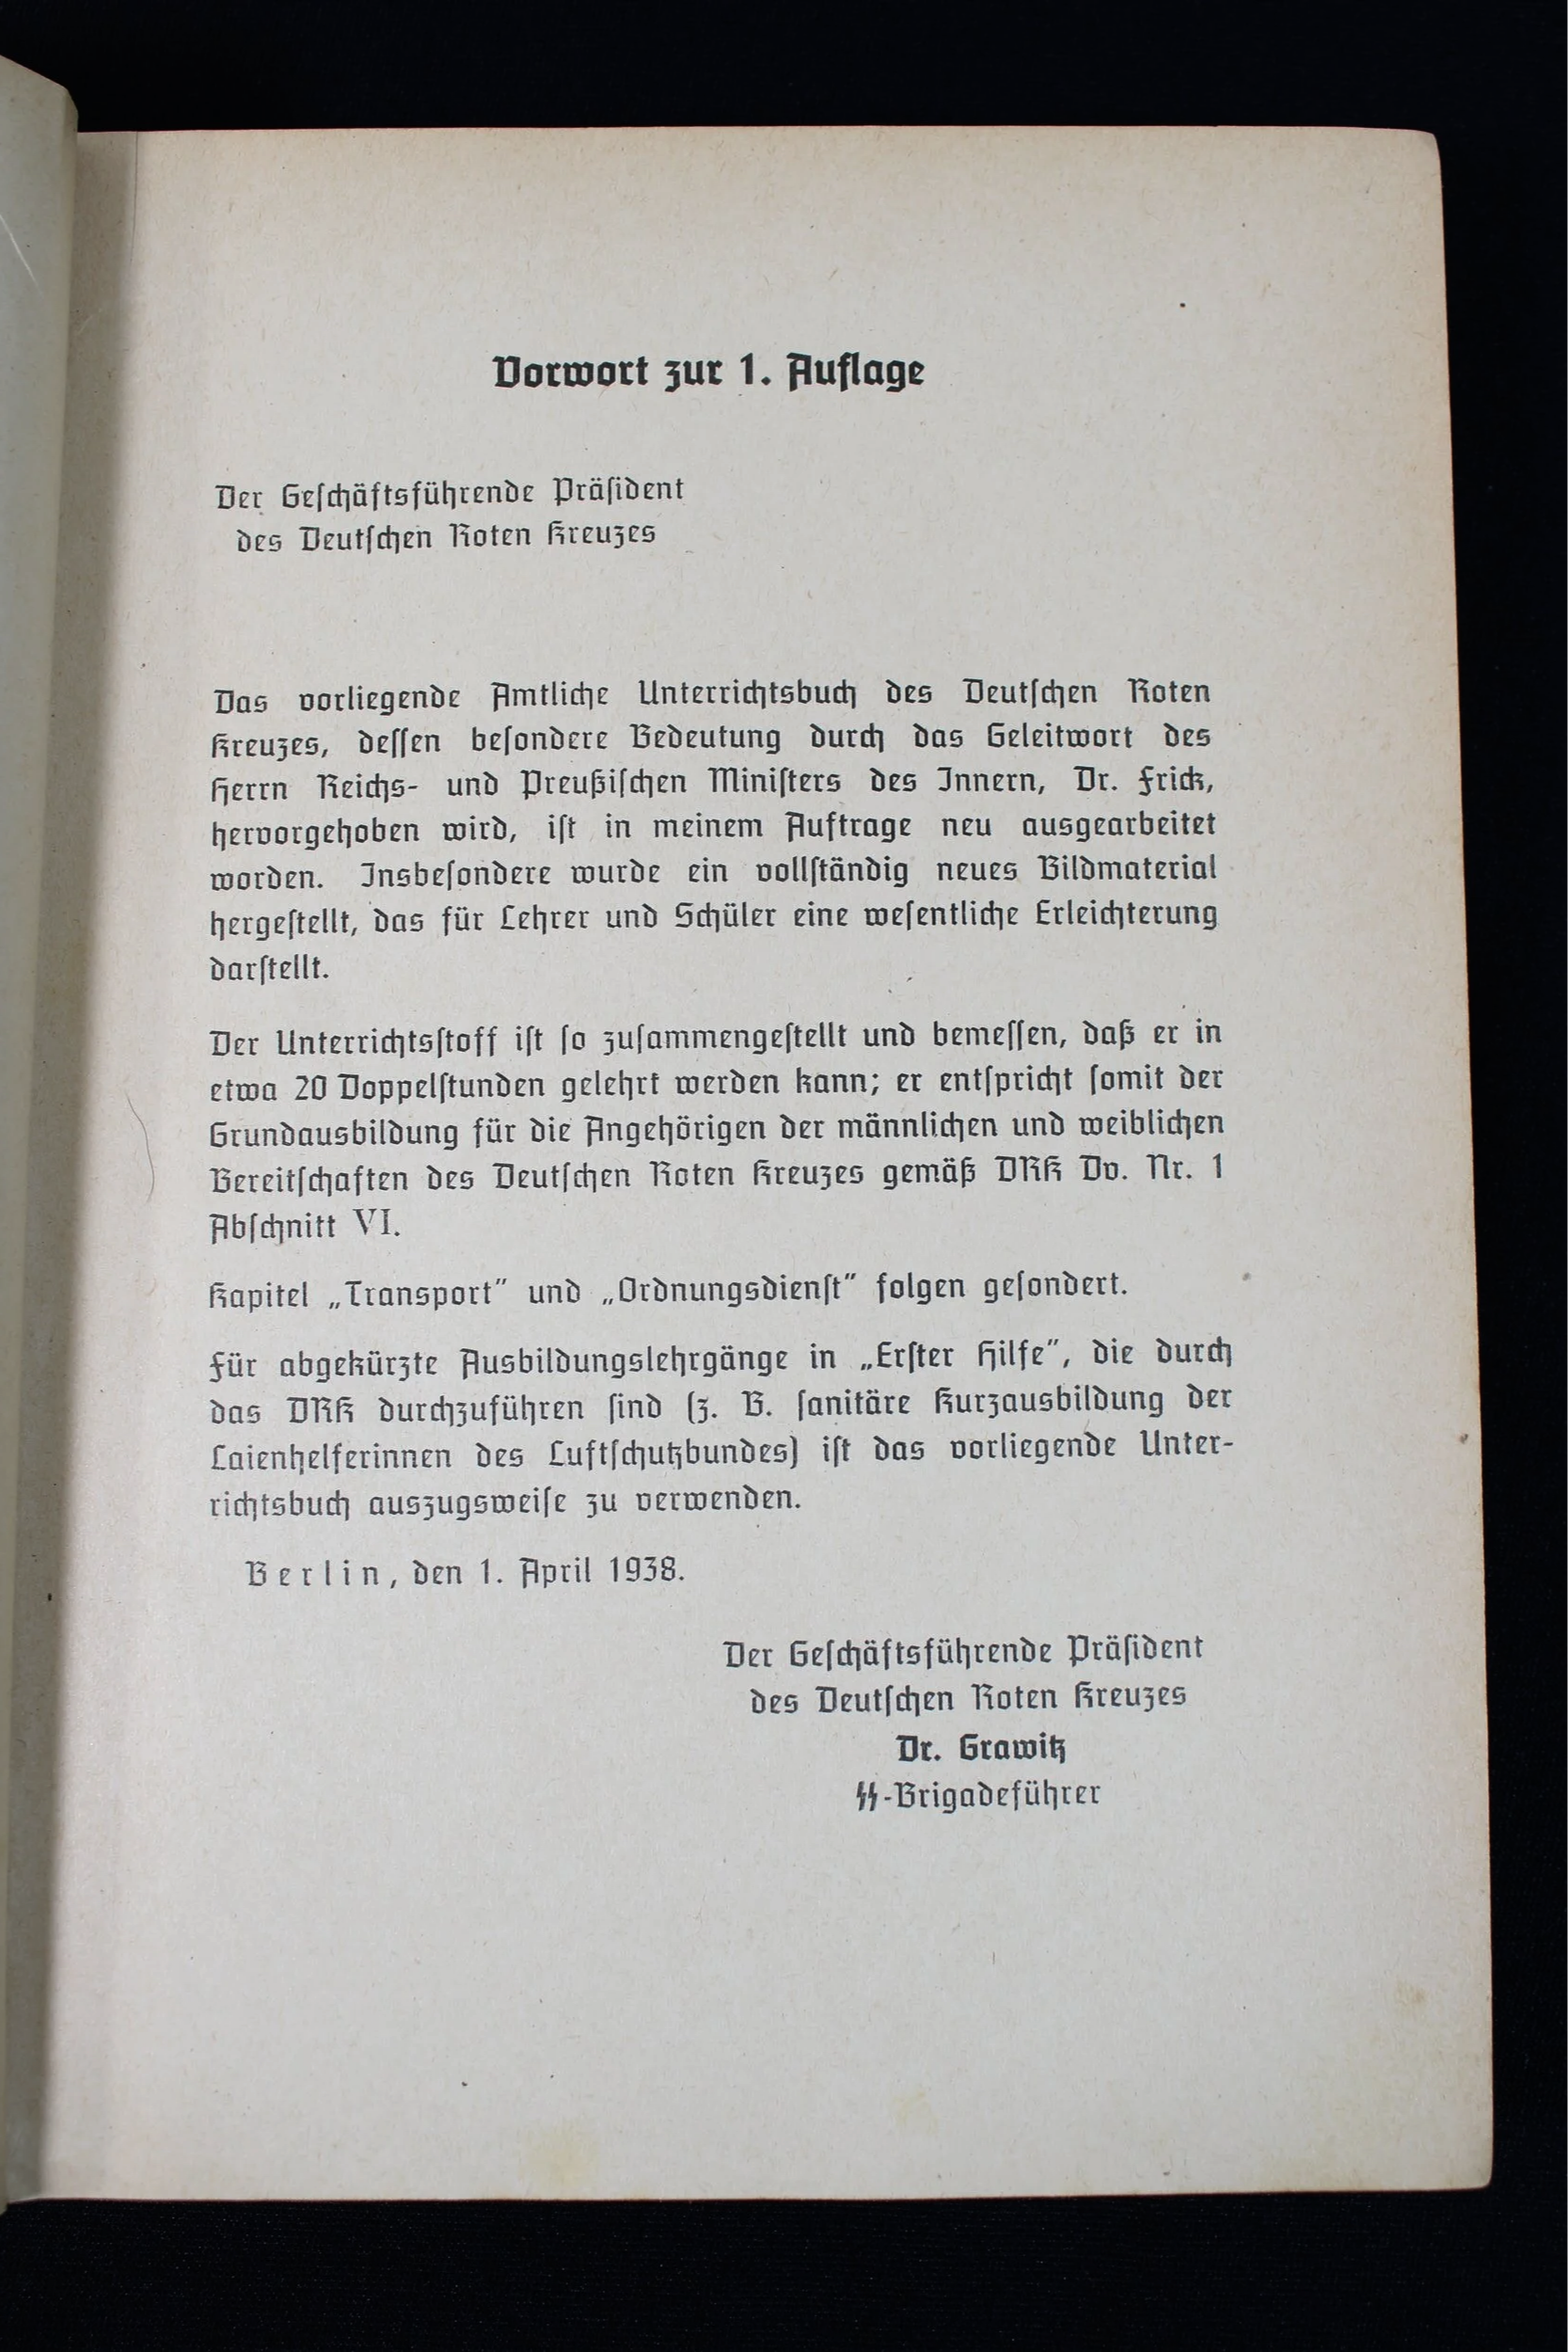 Vorwort zur 1. Auflage
Der Geſchäftsführende Präſident
des Deutſchen Roten Kreuzes
Das vorliegende Amtliche Unterrichtsbuch des Deutſchen Roten
Kreuzes, deſſen beſondere Bedeutung durch das Geleitwort des
Herrn Reichs- und Preußiſchen Miniſters des Innern, Dr. Frick,
hervorgehoben wird, iſt in meinem Auftrage neu ausgearbeitet
worden. Insbeſondere wurde ein vollſtändig neues Bildmaterial
hergeſtellt, das für Lehrer und Schüler eine weſentliche Erleichterung
darſtellt.
Der Unterrichtsſtoff iſt ſo zuſammengeſtellt und bemeſſen, daß er in
etwa 20 Doppelſtunden gelehrt werden kann; er entſpricht ſomit der
Grundausbildung für die Angehörigen der männlichen und weiblichen
Bereitſchaften des Deutſchen Roten Kreuzes gemäß DRK Dv. Nr. 1
Abſchnitt VI.
Kapitel „Transport“ und „Ordnungsdienſt“ folgen geſondert.
Für abgekürzte Ausbildungslehrgänge in „Erſter Hilfe“, die durch
das DRK durchzuführen ſind (z. B. ſanitäre Kurzausbildung der
Laienhelferinnen des Luftſchutzbundes) iſt das vorliegende Unter-
richtsbuch auszugsweiſe zu verwenden.
Berlin, den 1. April 1938.
Der Geſchäftsführende Präſident
des Deutſchen Roten Kreuzes
Dr. Grawitz
ᛋᛋ-Brigadeführer